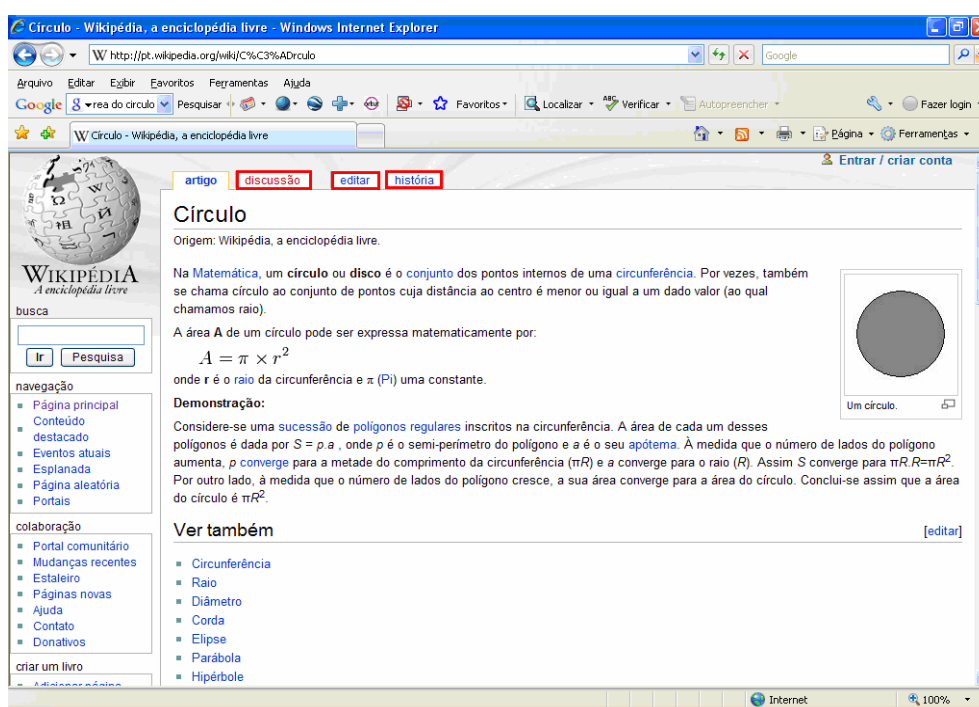 Círculo - Wikipédia, a enciclopédia livre - Windows Internet Explorer
W http://pt.wikipedia.org/wiki/C%C3%ADrculo
Google
Arquivo Editar Exibir Favoritos Ferramentas Ajuda
Google rea do circulo Pesquisar Favoritos Localizar ABC Verificar Autopreencher Fazer login
W Círculo - Wikipédia, a enciclopédia livre
Página Ferramentas
Entrar / criar conta
artigo discussão editar história
WIKIPÉDIA
A enciclopédia livre
Círculo
Origem: Wikipédia, a enciclopédia livre.
Na Matemática, um círculo ou disco é o conjunto dos pontos internos de uma circunferência. Por vezes, também
se chama círculo ao conjunto de pontos cuja distância ao centro é menor ou igual a um dado valor (ao qual
chamamos raio).
A área A de um círculo pode ser expressa matematicamente por:
A = π × r²
onde r é o raio da circunferência e π (Pi) uma constante.
Um círculo.
Demonstração:
Considere-se uma sucessão de polígonos regulares inscritos na circunferência. A área de cada um desses
polígonos é dada por S = p.a , onde p é o semi-perímetro do polígono e a é o seu apótema. À medida que o número de lados do polígono
aumenta, p converge para a metade do comprimento da circunferência (πR) e a converge para o raio (R). Assim S converge para πR.R=πR².
Por outro lado, à medida que o número de lados do polígono cresce, a sua área converge para a área do círculo. Conclui-se assim que a área
do círculo é πR².
Ver também [editar]
Circunferência
Raio
Diâmetro
Corda
Elipse
Parábola
Hipérbole
busca
Ir Pesquisa
navegação
Página principal
Conteúdo
destacado
Eventos atuais
Esplanada
Página aleatória
Portais
colaboração
Portal comunitário
Mudanças recentes
Estaleiro
Páginas novas
Ajuda
Contato
Donativos
criar um livro
Internet 100%